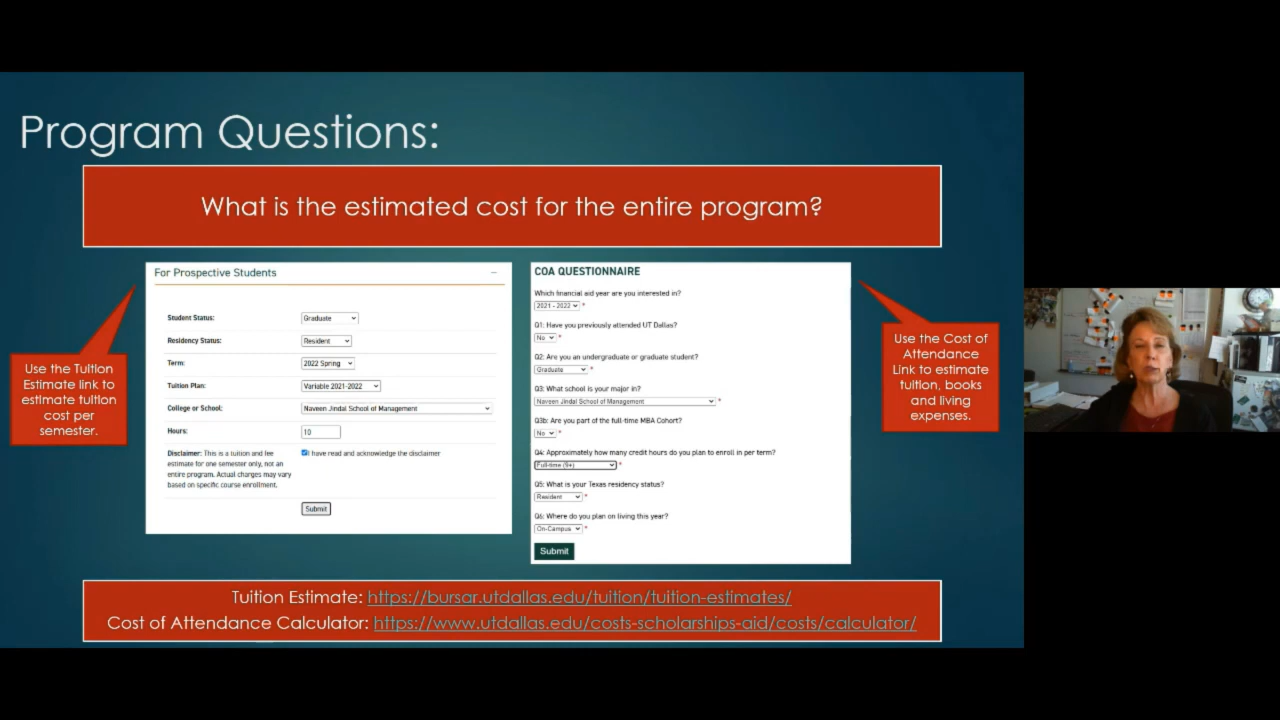 Program Questions:
What is the estimated cost for the entire program?
For Prospective Students
Student Status: Graduate
Residency Status: Resident
Term: 2022 Spring
Tuition Plan: Variable 2021-2022
College or School: Naveen Jindal School of Management
Hours: 10
Disclaimer: This is a tuition and fee
estimate for one semester only, not an
entire program. Actual charges may vary
based on specific course enrollment.
I have read and acknowledge the disclaimer
Submit
COA QUESTIONNAIRE
Which financial aid year are you interested in?
2021 - 2022 *
Q1: Have you previously attended UT Dallas?
No *
Q2: Are you an undergraduate or graduate student?
Graduate *
Q3: What school is your major in?
Naveen Jindal School of Management *
Q3b: Are you part of the full-time MBA Cohort?
No *
Q4: Approximately how many credit hours do you plan to enroll in per term?
Full-time (9+) *
Q5: What is your Texas residency status?
Resident *
Q6: Where do you plan on living this year?
On-Campus *
Submit
Use the Tuition
Estimate link to
estimate tuition
cost per
semester.
Use the Cost of
Attendance
Link to estimate
tuition, books
and living
expenses.
Tuition Estimate: https://bursar.utdallas.edu/tuition/tuition-estimates/
Cost of Attendance Calculator: https://www.utdallas.edu/costs-scholarships-aid/costs/calculator/